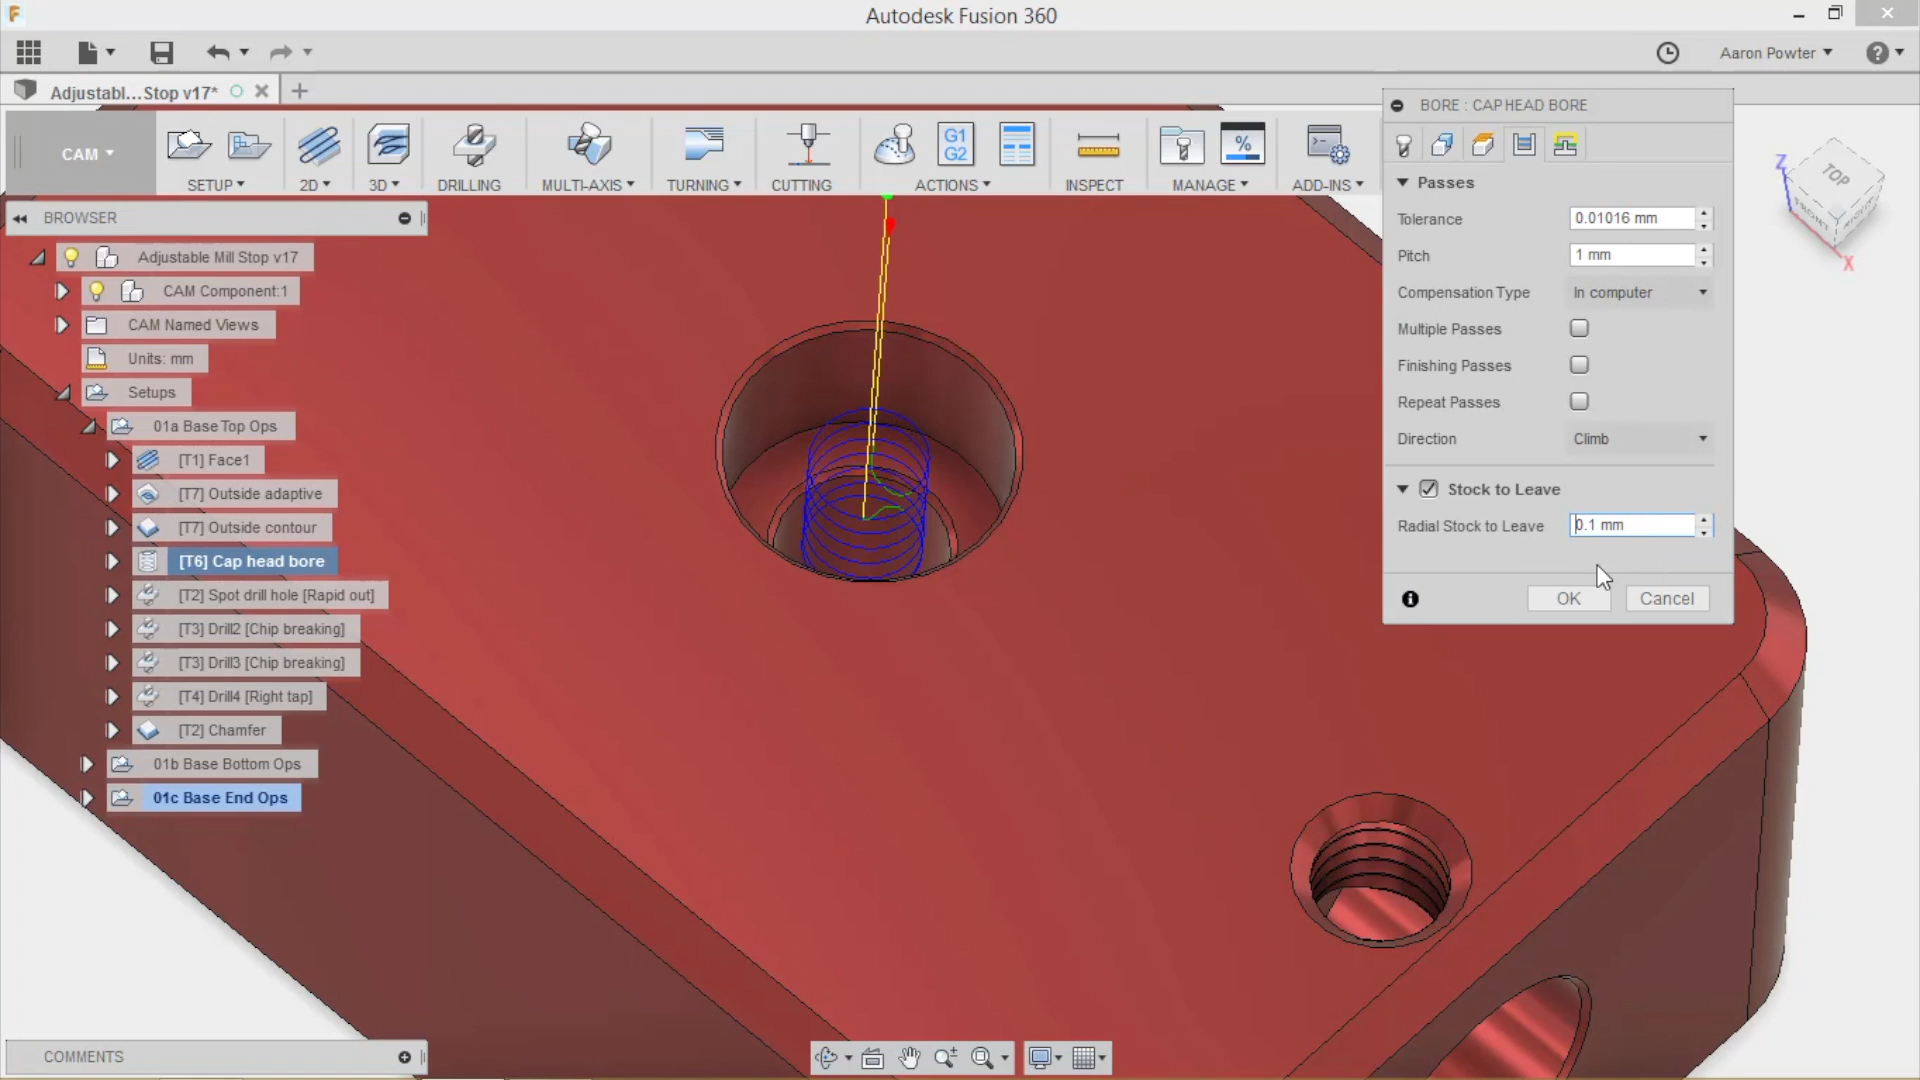 Autodesk Fusion 360
Aaron Powter
Adjustabl...Stop v17*
BORE : CAP HEAD BORE
CAM
SETUP
2D
3D
DRILLING
MULTI-AXIS
TURNING
CUTTING
G1
G2
ACTIONS
INSPECT
%
MANAGE
ADD-INS
BROWSER
Adjustable Mill Stop v17
CAM Component:1
CAM Named Views
Units: mm
Setups
01a Base Top Ops
[T1] Face1
[T7] Outside adaptive
[T7] Outside contour
[T6] Cap head bore
[T2] Spot drill hole [Rapid out]
[T3] Drill2 [Chip breaking]
[T3] Drill3 [Chip breaking]
[T4] Drill4 [Right tap]
[T2] Chamfer
01b Base Bottom Ops
01c Base End Ops
Passes
Tolerance 0.01016 mm
Pitch 1 mm
Compensation Type In computer
Multiple Passes
Finishing Passes
Repeat Passes
Direction Climb
Stock to Leave
Radial Stock to Leave 0.1 mm
OK Cancel
Z
TOP
FRONT
X
COMMENTS